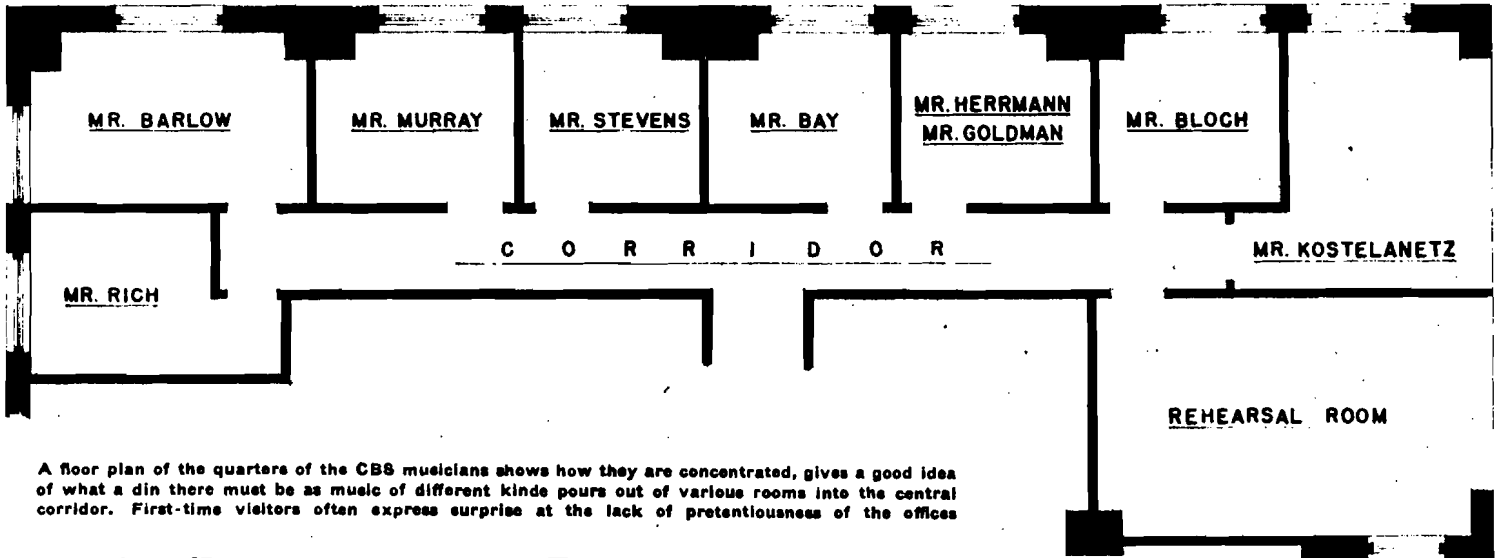 MR. BARLOW
MR. MURRAY
MR. STEVENS
MR. BAY
MR. HERRMANN
MR. GOLDMAN
MR. BLOCH
CORRIDOR
MR. KOSTELANETZ
MR. RICH
REHEARSAL ROOM
A floor plan of the quarters of the CBS musicians shows how they are concentrated, gives a good idea
of what a din there must be as music of different kinds pours out of various rooms into the central
corridor. First-time visitors often express surprise at the lack of pretentiousness of the offices